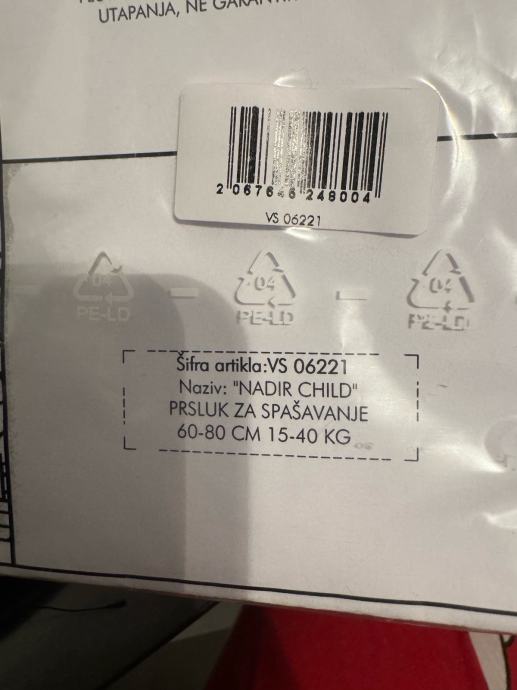 UTAPANJA, NE
2 067646 248004
VS 06221
04 04 04
PE-LD PE-LD PE-LD
Šifra artikla:VS 06221
Naziv: "NADIR CHILD"
PRSLUK ZA SPAŠAVANJE
60-80 CM 15-40 KG